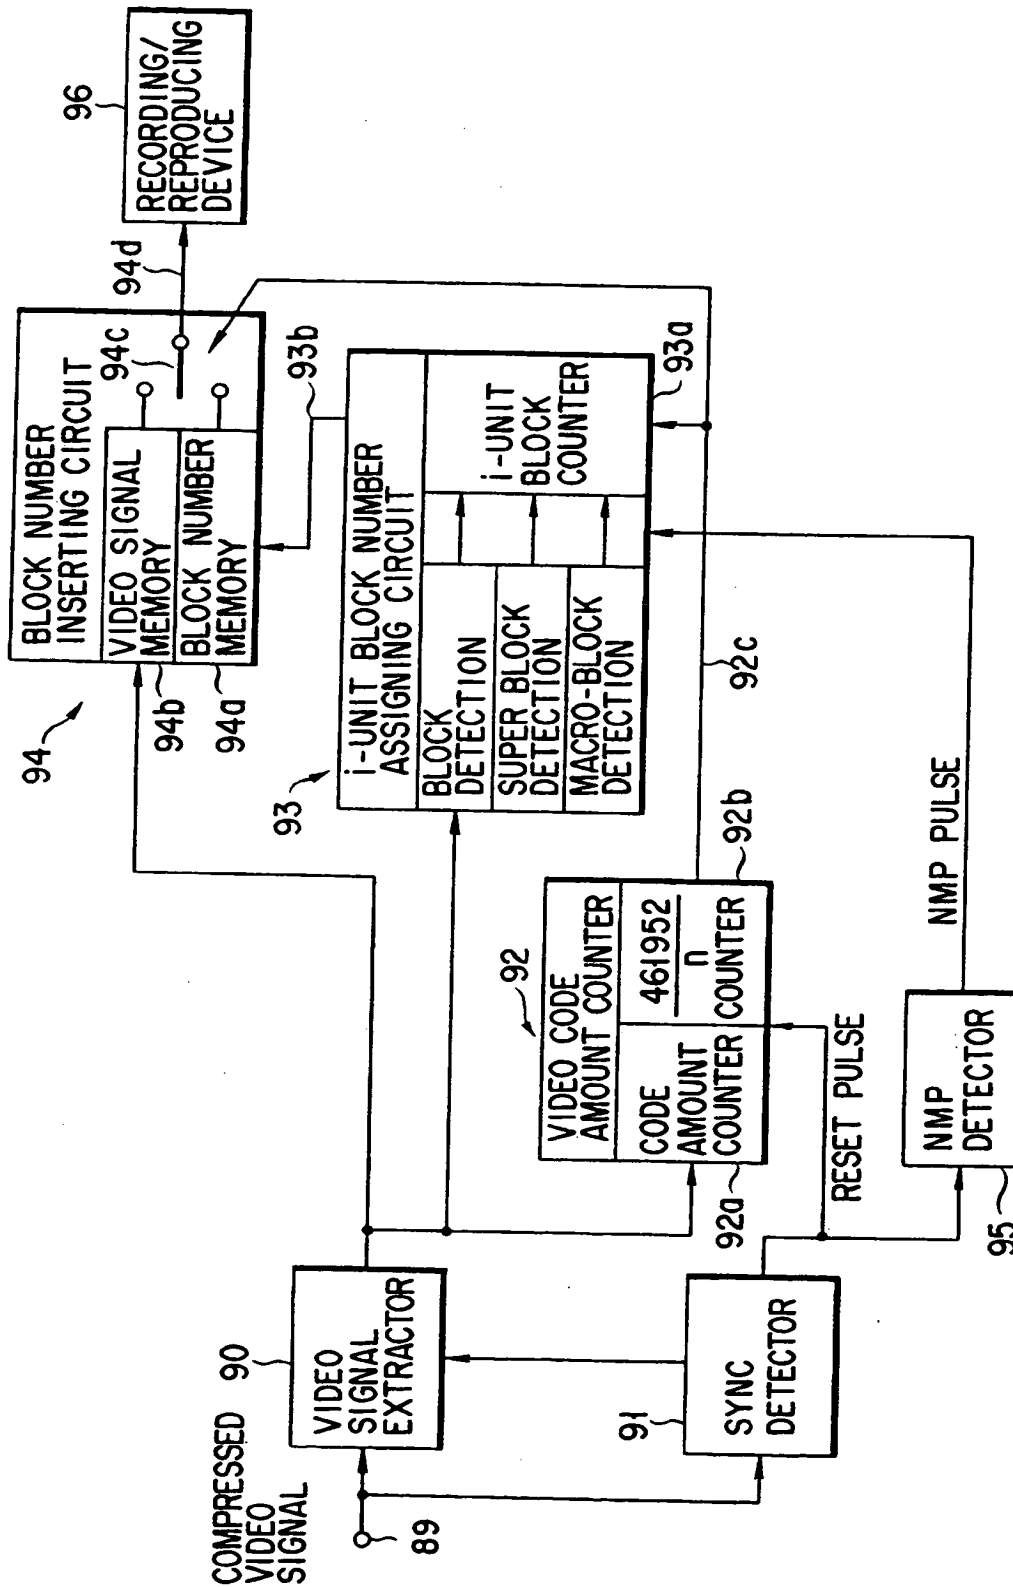 COMPRESSED
VIDEO
SIGNAL
89
90
VIDEO
SIGNAL
EXTRACTOR
91
SYNC
DETECTOR
92
VIDEO CODE
AMOUNT COUNTER
CODE
AMOUNT
COUNTER
461952
n
COUNTER
92a
92b
92c
RESET PULSE
95
NMP
DETECTOR
NMP PULSE
93
i-UNIT BLOCK NUMBER
ASSIGNING CIRCUIT
BLOCK
DETECTION
SUPER BLOCK
DETECTION
MACRO-BLOCK
DETECTION
i-UNIT
BLOCK
COUNTER
93a
93b
94
BLOCK NUMBER
INSERTING CIRCUIT
VIDEO SIGNAL
MEMORY
BLOCK NUMBER
MEMORY
94b
94a
94c
94d
96
RECORDING/
REPRODUCING
DEVICE